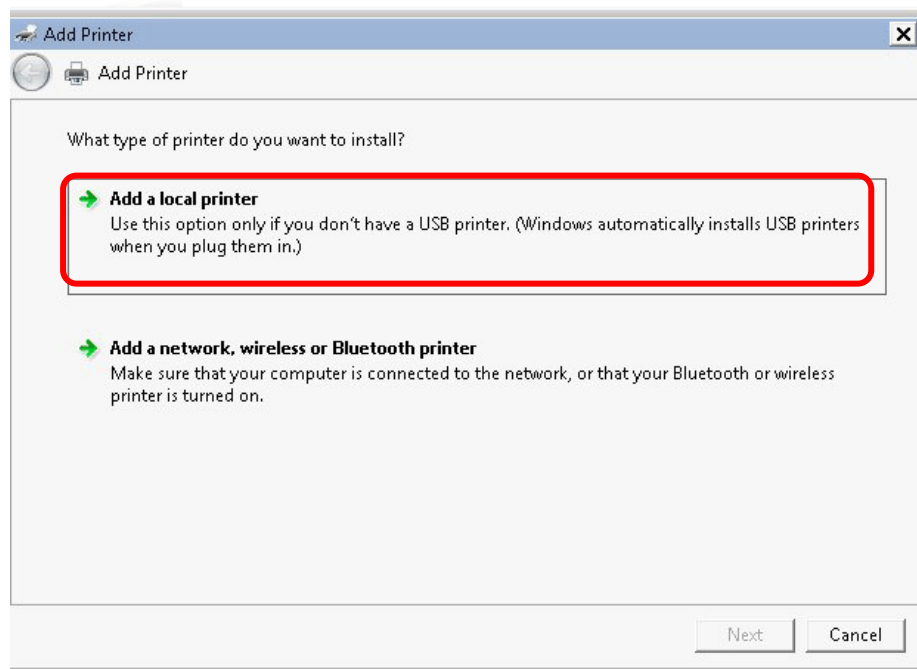 Add Printer
Add Printer
What type of printer do you want to install?
Add a local printer
Use this option only if you don't have a USB printer. (Windows automatically installs USB printers
when you plug them in.)
Add a network, wireless or Bluetooth printer
Make sure that your computer is connected to the network, or that your Bluetooth or wireless
printer is turned on.
Next Cancel